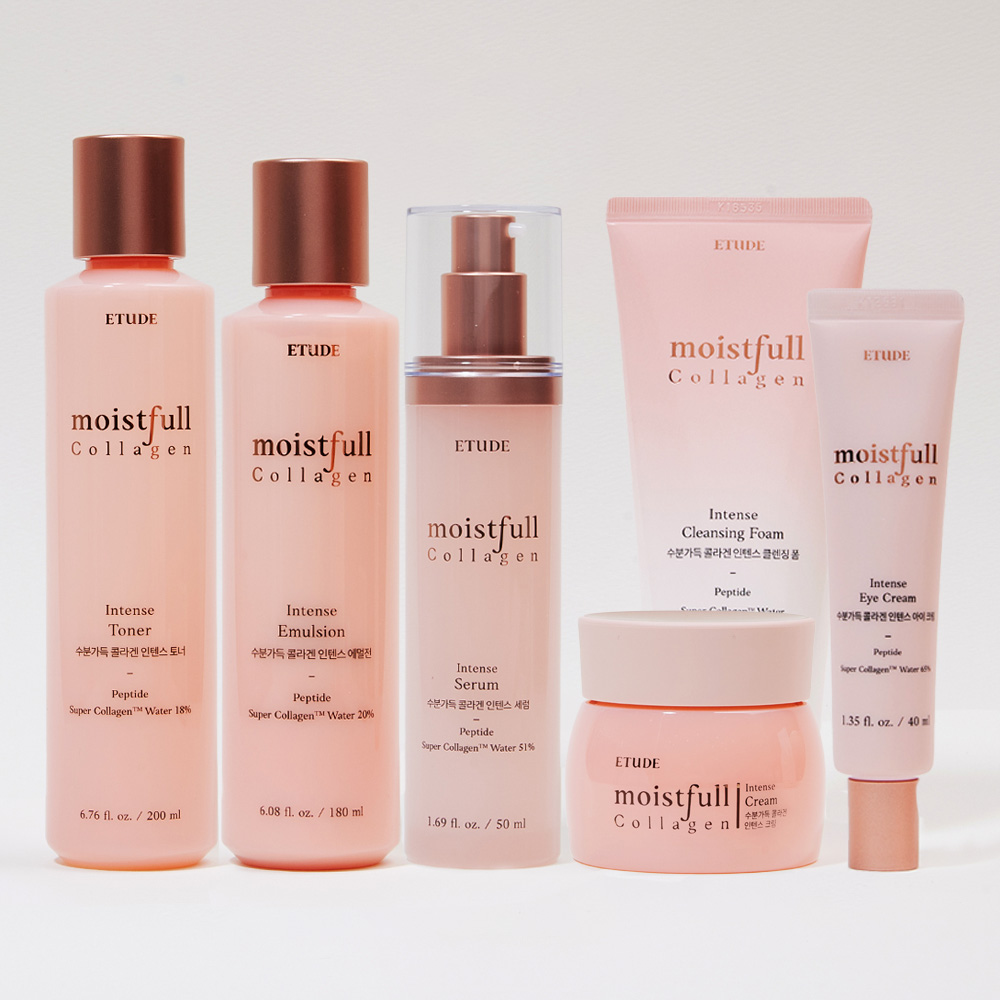 ETUDE
moistfull
Collagen
Intense
Toner
수분가득 콜라겐 인텐스 토너
–
Peptide
Super Collagen™ Water 18%
6.76 fl. oz. / 200 ml
ETUDE
moistfull
Collagen
Intense
Emulsion
수분가득 콜라겐 인텐스 에멀전
–
Peptide
Super Collagen™ Water 20%
6.08 fl. oz. / 180 ml
ETUDE
moistfull
Collagen
Intense
Serum
수분가득 콜라겐 인텐스 세럼
–
Peptide
Super Collagen™ Water 51%
1.69 fl. oz. / 50 ml
ETUDE
moistfull
Collagen
Intense
Cleansing Foam
수분가득 콜라겐 인텐스 클렌징 폼
–
Peptide
Super Collagen Water
ETUDE
moistfull
Collagen
Intense
Cream
수분가득 콜라겐
인텐스 크림
ETUDE
moistfull
Collagen
Intense
Eye Cream
수분가득 콜라겐 인텐스 아이 크림
–
Peptide
Super Collagen™ Water 65%
1.35 fl. oz. / 40 ml